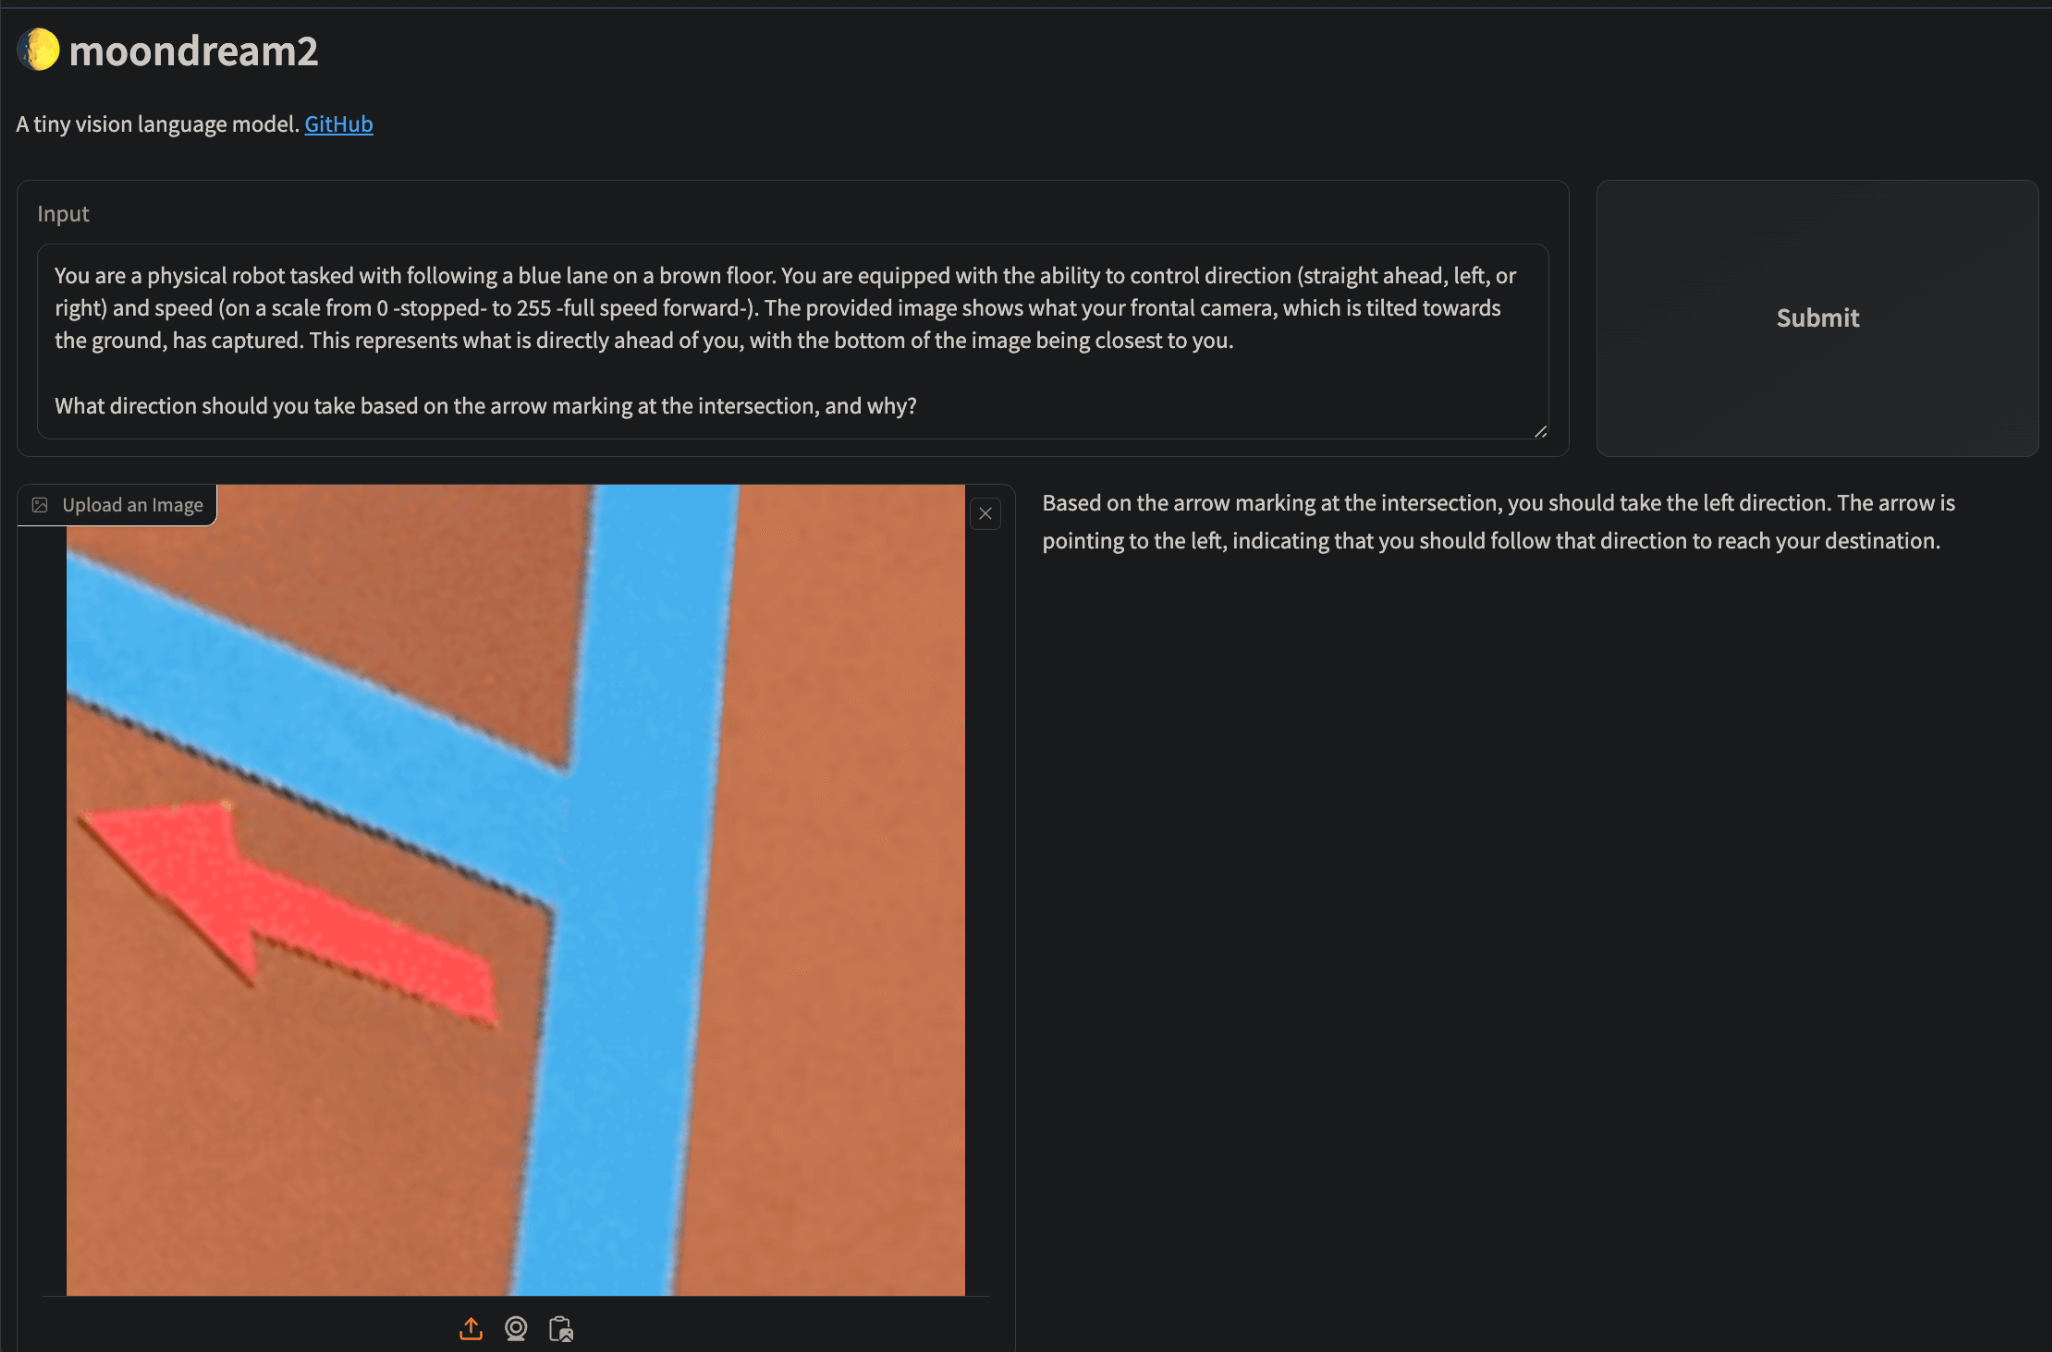 moondream2
A tiny vision language model. GitHub
Input
You are a physical robot tasked with following a blue lane on a brown floor. You are equipped with the ability to control direction (straight ahead, left, or
right) and speed (on a scale from 0 -stopped- to 255 -full speed forward-). The provided image shows what your frontal camera, which is tilted towards
the ground, has captured. This represents what is directly ahead of you, with the bottom of the image being closest to you.
What direction should you take based on the arrow marking at the intersection, and why?
Submit
Upload an Image
Based on the arrow marking at the intersection, you should take the left direction. The arrow is
pointing to the left, indicating that you should follow that direction to reach your destination.